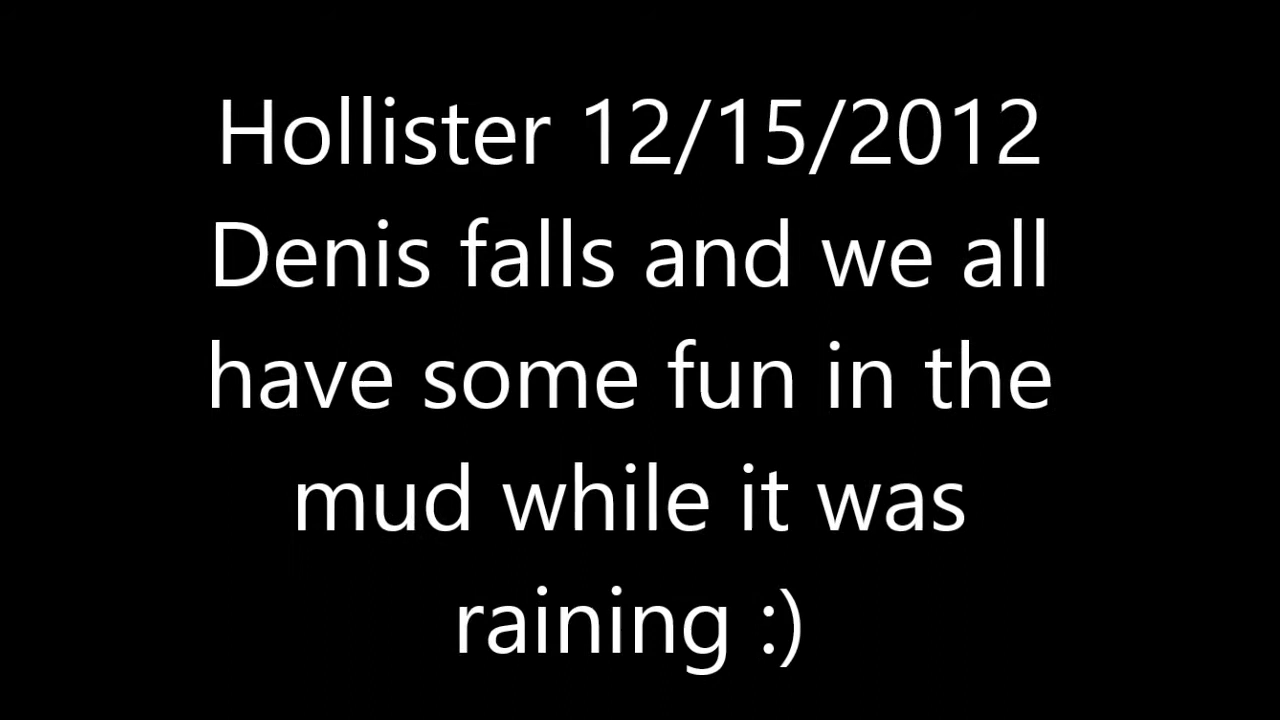 Hollister 12/15/2012
Denis falls and we all
have some fun in the
mud while it was
raining :)